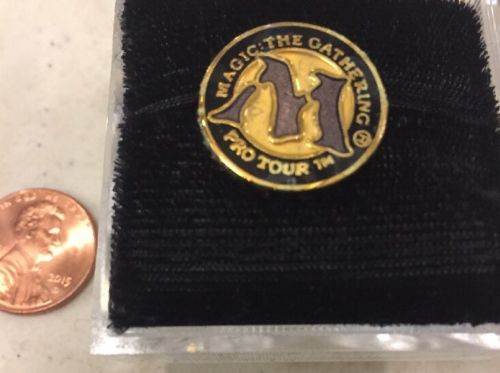 MAGIC: THE GATHERING ®
PRO TOUR ™
2015